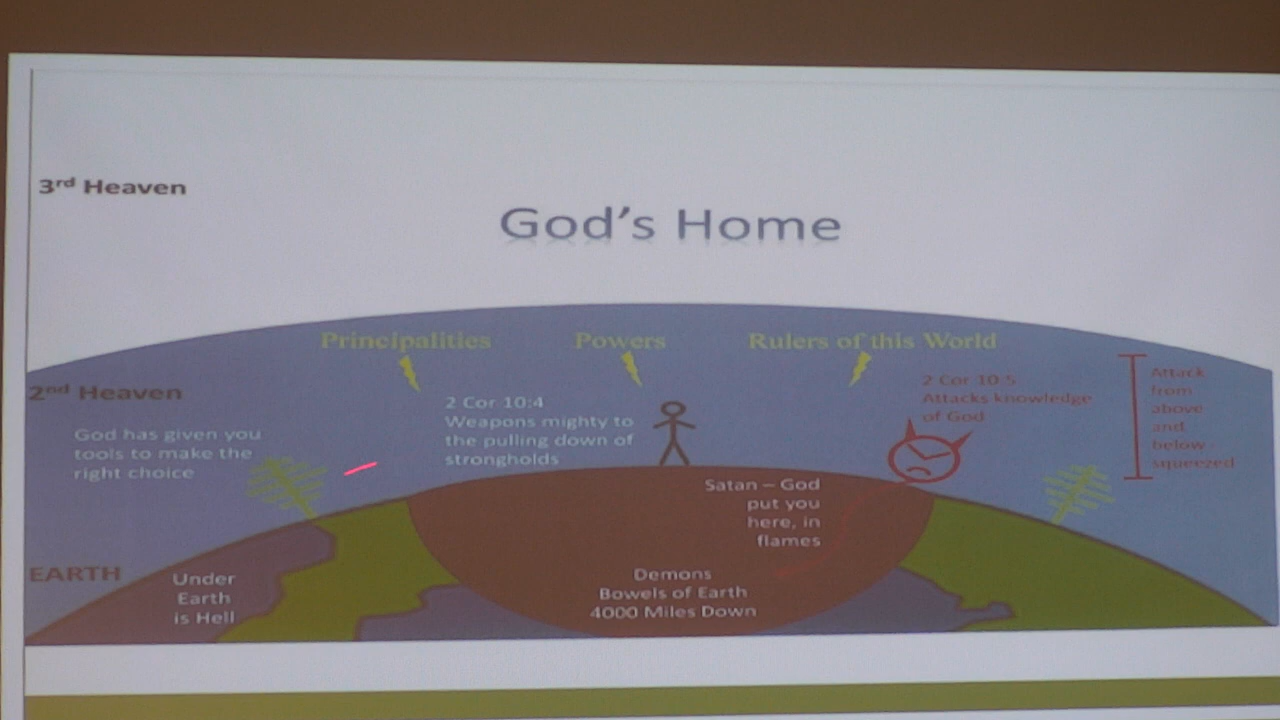 3rd Heaven
God's Home
Principalities
Powers
Rulers of this World
2nd Heaven
God has given you
tools to make the
right choice
2 Cor 10:4
Weapons mighty to
the pulling down of
strongholds
2 Cor 10:5
Attacks knowledge
of God
Attack
from
above
and
below -
squeezed
Satan – God
put you
here, in
flames
EARTH
Under
Earth
is Hell
Demons
Bowels of Earth
4000 Miles Down